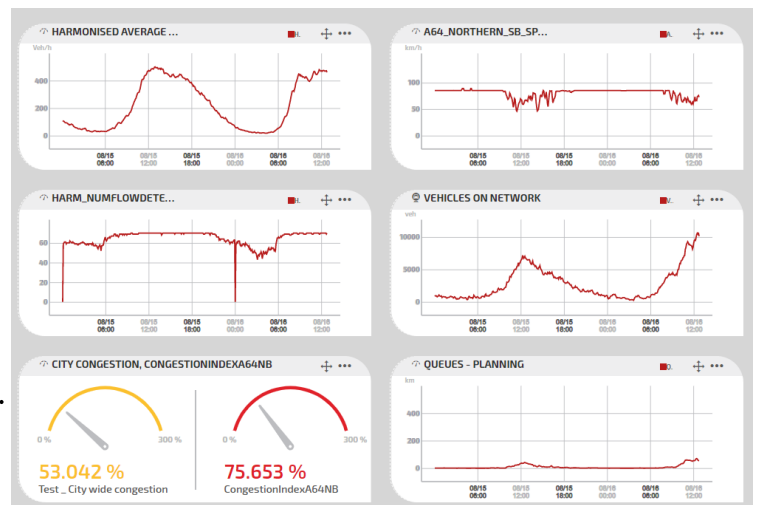 HARMONISED AVERAGE ...
H.
Veh/h
400
200
0
08/15 08/15 08/15 08/15 08/16 08/16
06:00 12:00 18:00 00:00 06:00 12:00
A64_NORTHERN_SB_SP...
A.
km/h
100
50
0
08/15 08/15 08/15 08/15 08/16 08/16
06:00 12:00 18:00 00:00 06:00 12:00
HARM_NUMFLOWDETE...
H.
60
40
20
0
08/15 08/15 08/15 08/15 08/16 08/16
06:00 12:00 18:00 00:00 06:00 12:00
VEHICLES ON NETWORK
V..
veh
10000
5000
0
08/15 08/15 08/15 08/15 08/16 08/16
06:00 12:00 18:00 00:00 06:00 12:00
CITY CONGESTION, CONGESTIONINDEXA64NB
0 % 300 %
53.042 %
Test _ City wide congestion
0 % 300 %
75.653 %
CongestionIndexA64NB
QUEUES - PLANNING
Q.
km
400
200
0
08/15 08/15 08/15 08/15 08/16 08/16
06:00 12:00 18:00 00:00 06:00 12:00